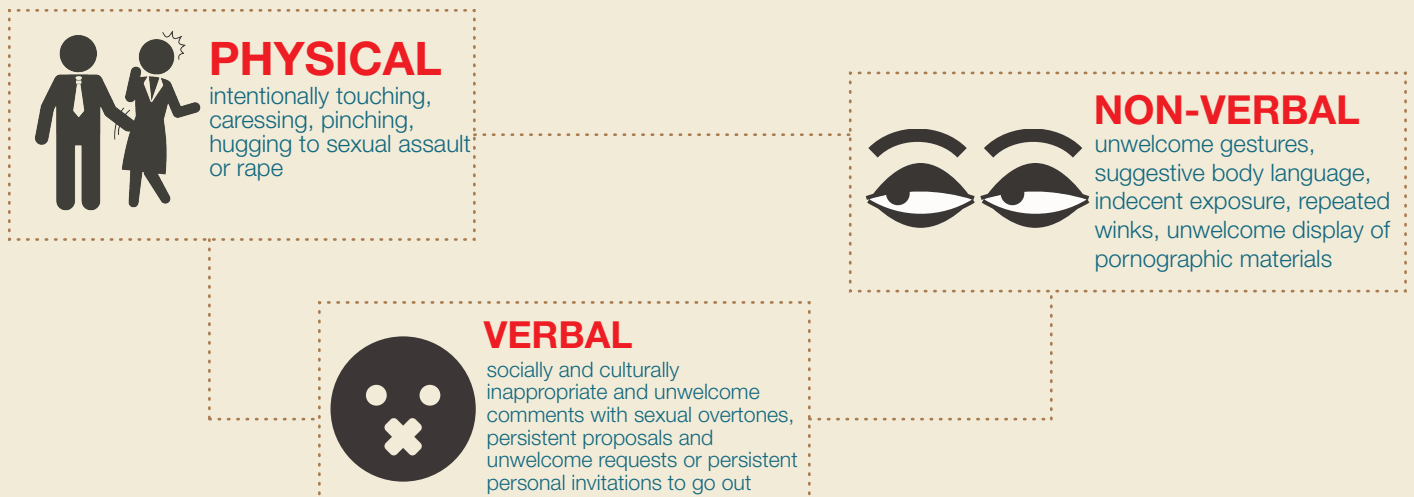 PHYSICAL
intentionally touching,
caressing, pinching,
hugging to sexual assault
or rape
NON-VERBAL
unwelcome gestures,
suggestive body language,
indecent exposure, repeated
winks, unwelcome display of
pornographic materials
VERBAL
socially and culturally
inappropriate and unwelcome
comments with sexual overtones,
persistent proposals and
unwelcome requests or persistent
personal invitations to go out